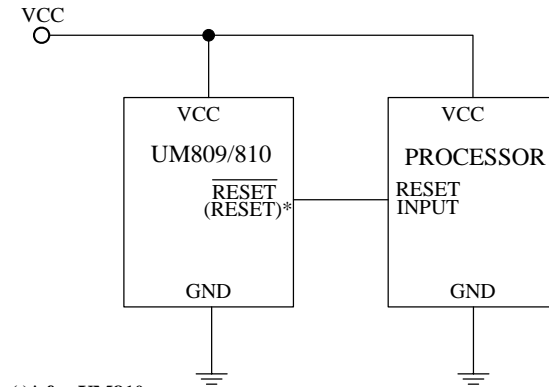 VCC
VCC
UM809/810
RESET
(RESET)*
GND
VCC
PROCESSOR
RESET
INPUT
GND